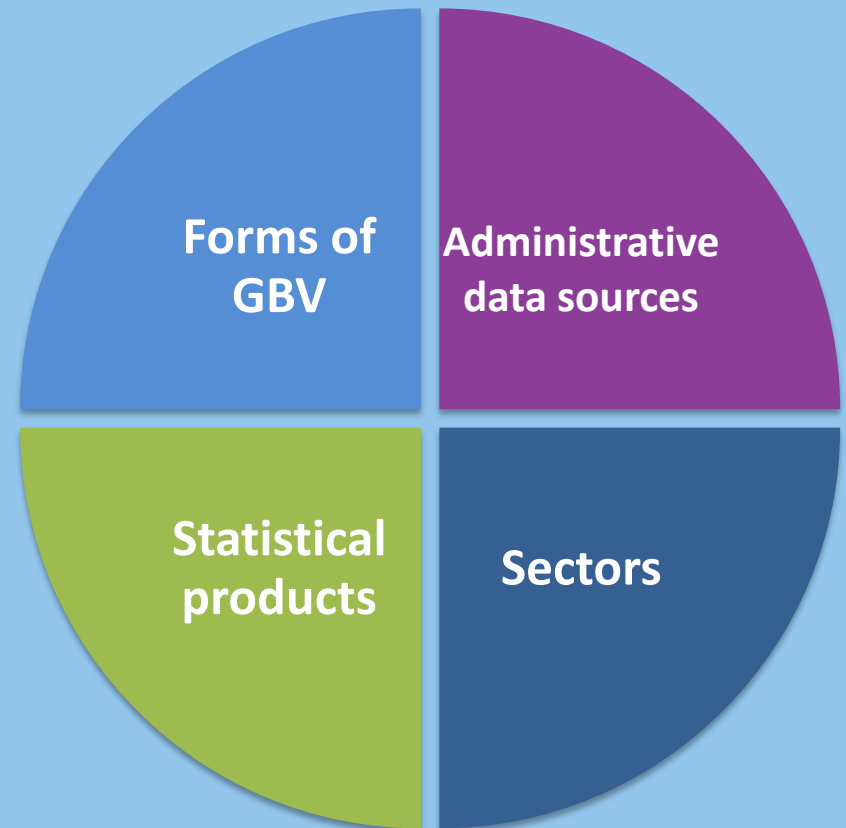 Forms of
GBV
Administrative
data sources
Statistical
products
Sectors